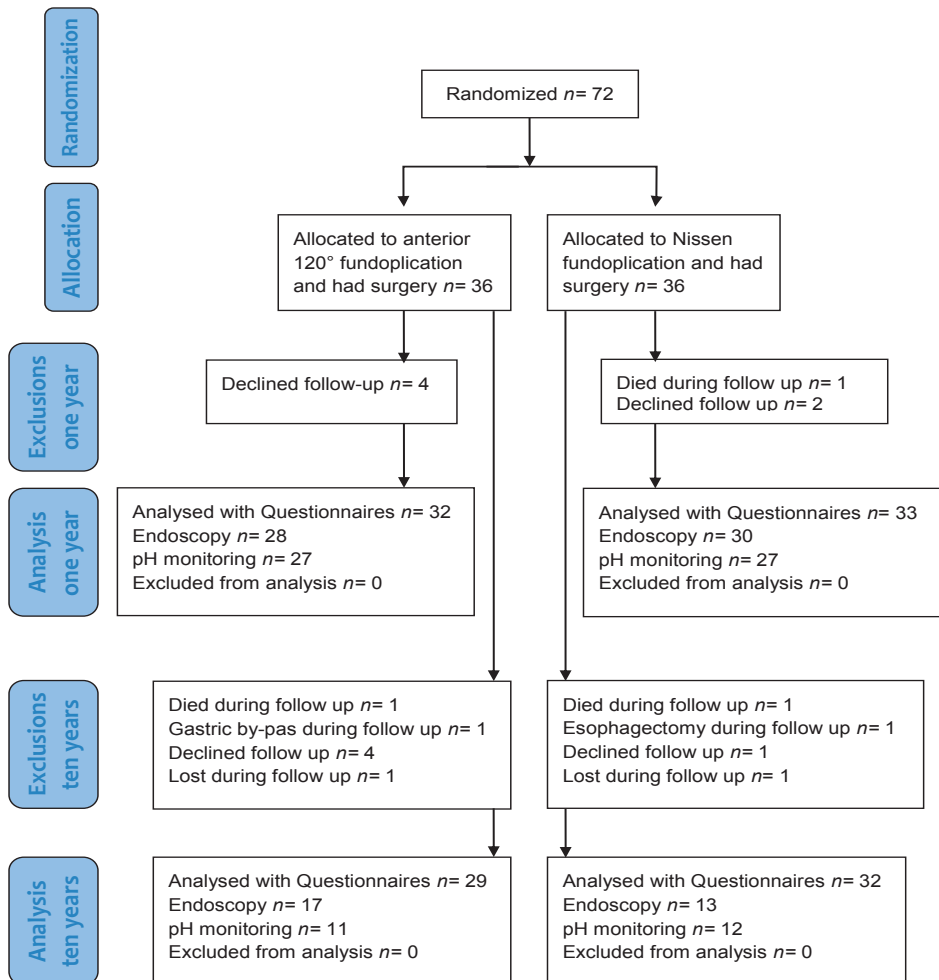 Randomization
Randomized n= 72
Allocation
Allocated to anterior
120° fundoplication
and had surgery n= 36
Allocated to Nissen
fundoplication and had
surgery n= 36
Exclusions
one year
Declined follow-up n= 4
Died during follow up n= 1
Declined follow up n= 2
Analysis
one year
Analysed with Questionnaires n= 32
Endoscopy n= 28
pH monitoring n= 27
Excluded from analysis n= 0
Analysed with Questionnaires n= 33
Endoscopy n= 30
pH monitoring n= 27
Excluded from analysis n= 0
Exclusions
ten years
Died during follow up n= 1
Gastric by-pas during follow up n= 1
Declined follow up n= 4
Lost during follow up n= 1
Died during follow up n= 1
Esophagectomy during follow up n= 1
Declined follow up n= 1
Lost during follow up n= 1
Analysis
ten years
Analysed with Questionnaires n= 29
Endoscopy n= 17
pH monitoring n= 11
Excluded from analysis n= 0
Analysed with Questionnaires n= 32
Endoscopy n= 13
pH monitoring n= 12
Excluded from analysis n= 0